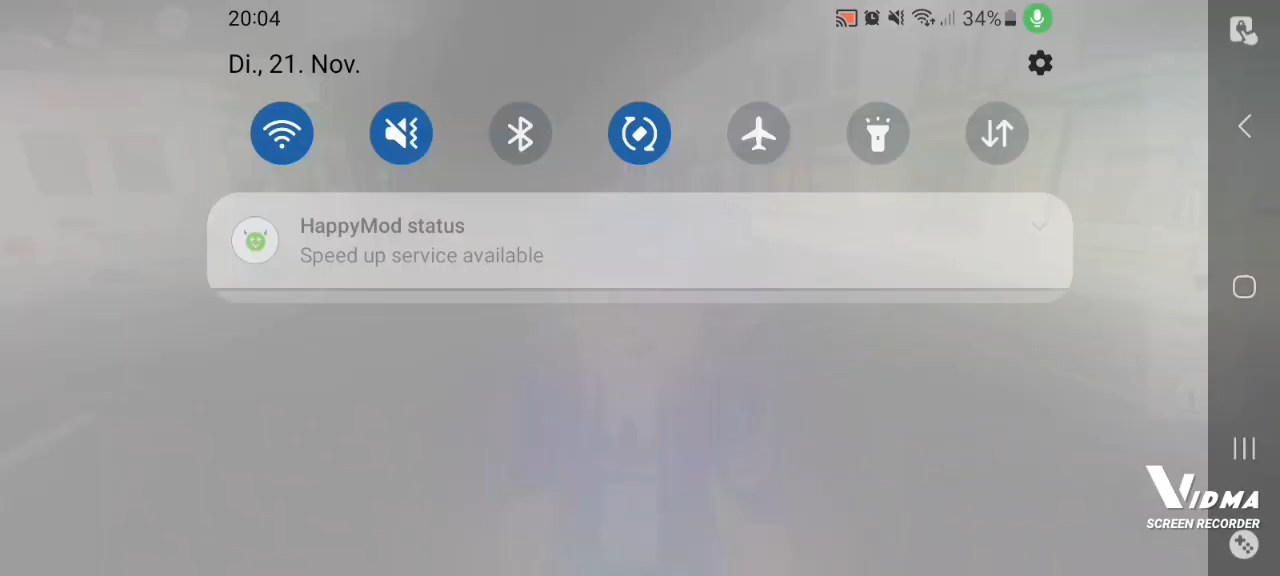 20:04
34%
Di., 21. Nov.
HappyMod status
Speed up service available
VIDMA
SCREEN RECORDER